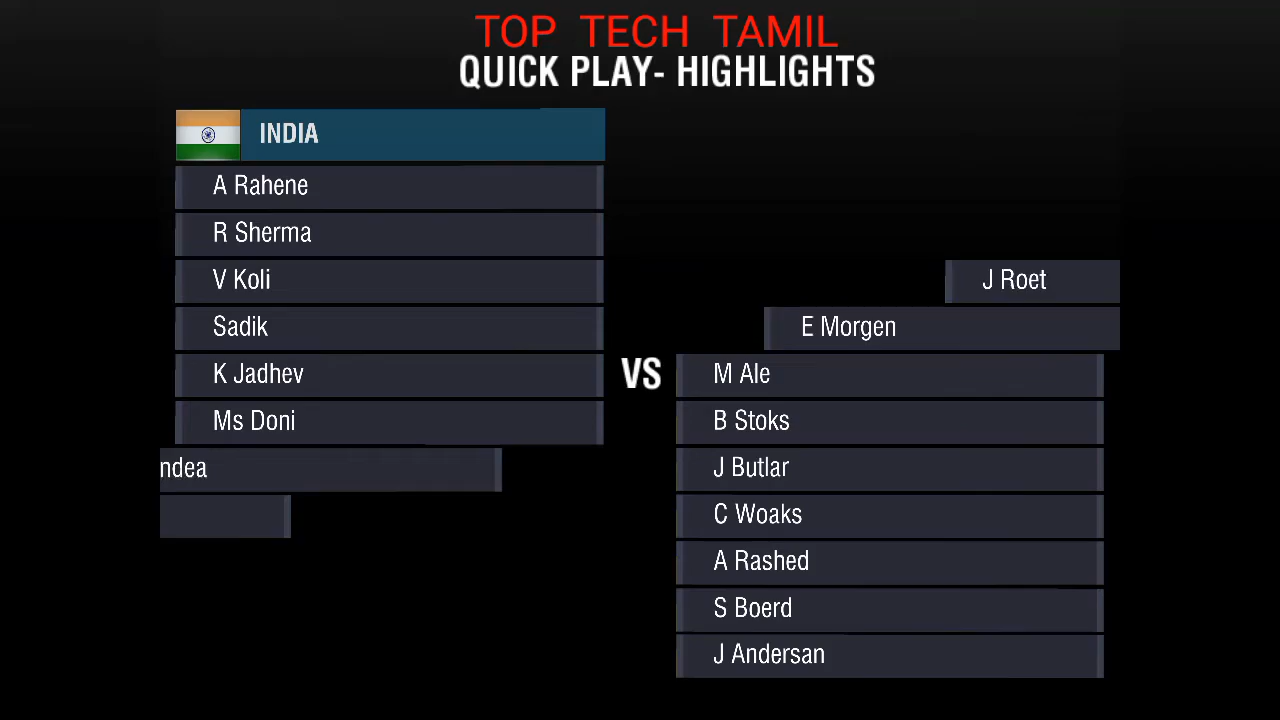 TOP TECH TAMIL
QUICK PLAY- HIGHLIGHTS
INDIA
A Rahene
R Sherma
V Koli
Sadik
K Jadhev
Ms Doni
ndea
VS
J Roet
E Morgen
M Ale
B Stoks
J Butlar
C Woaks
A Rashed
S Boerd
J Andersan